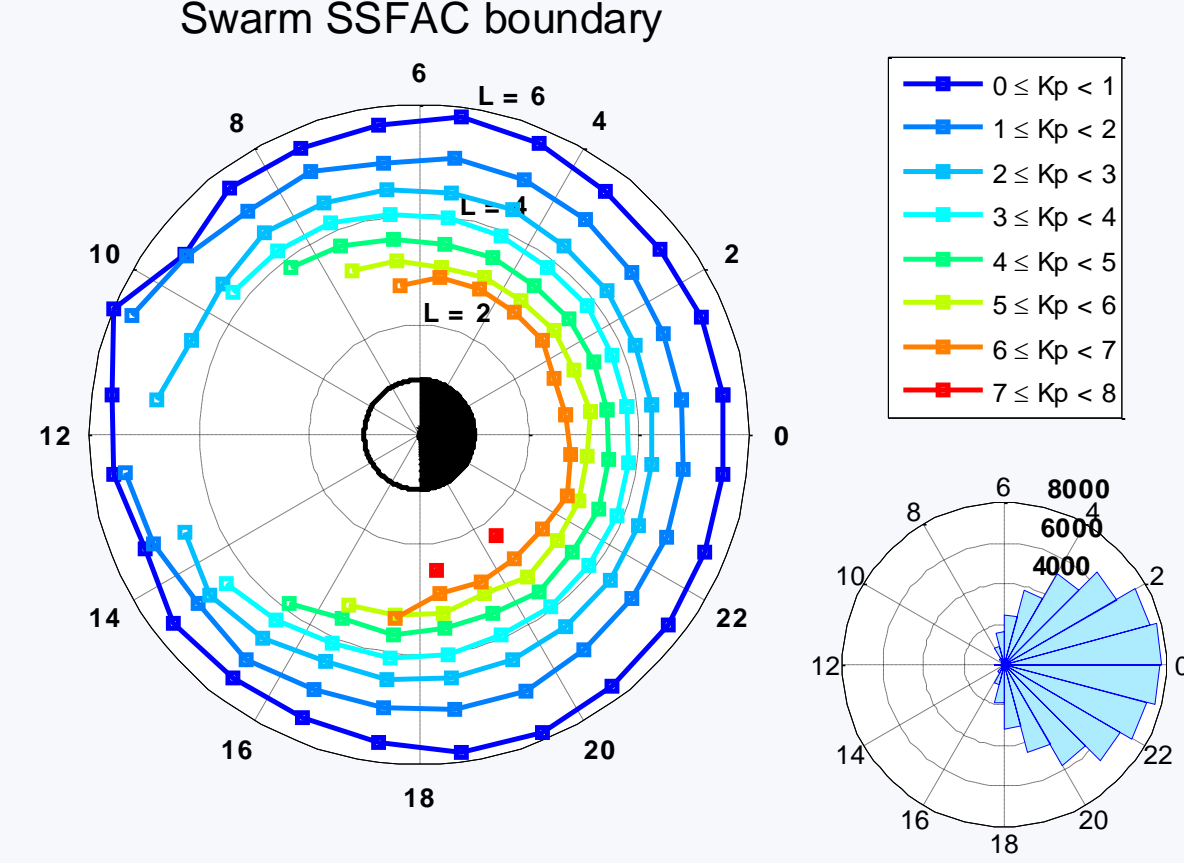 Swarm SSFAC boundary
6
L = 6
8
4
L = 4
10
2
L = 2
12
0
14
22
16
20
18
0 ≤ Kp < 1
1 ≤ Kp < 2
2 ≤ Kp < 3
3 ≤ Kp < 4
4 ≤ Kp < 5
5 ≤ Kp < 6
6 ≤ Kp < 7
7 ≤ Kp < 8
6
8000
8
4
6000
4000
10
2
12
0
14
22
16
20
18